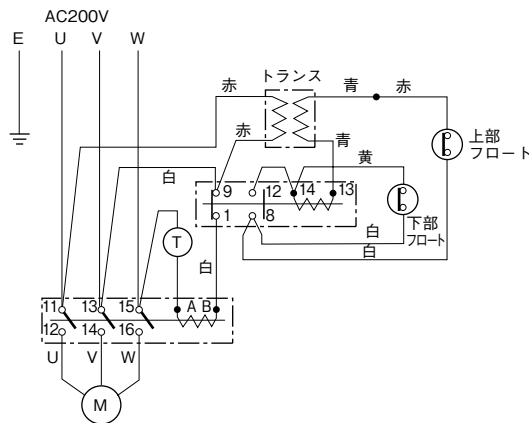 AC200V
E U V W
トランス
赤 青 赤
赤 青
上部
フロート
白 黄
9 12 14 13
1 8
下部
フロート
白
白
T
白
11 13 15 A B
12 14 16
U V W
M